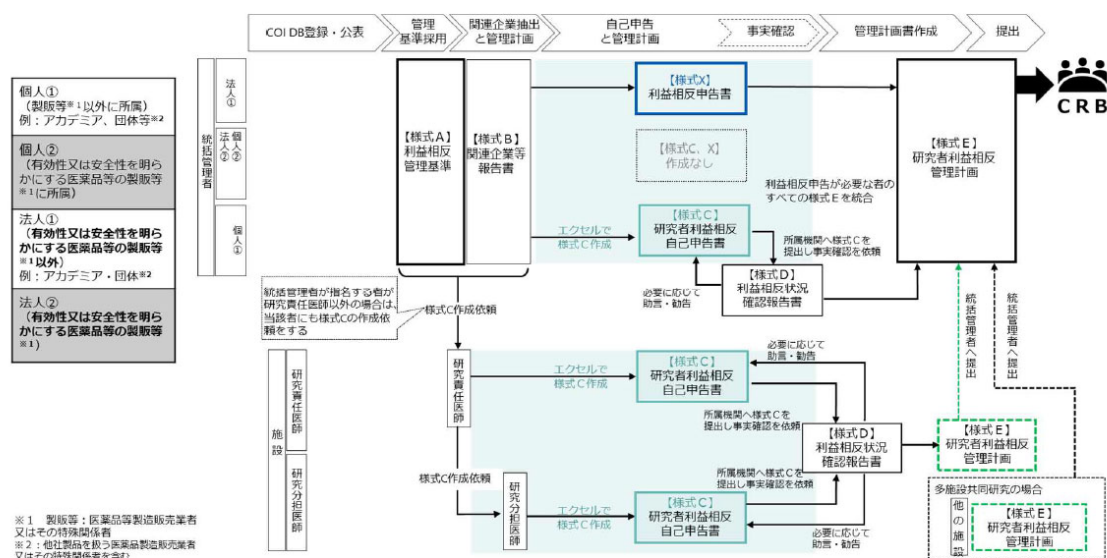 COI DB登録・公表
管理
基準採用
関連企業抽出
と管理計画
自己申告
と管理計画
事実確認
管理計画書作成
提出
個人①
(製販等※1以外に所属)
例：アカデミア、団体等※2
個人②
(有効性又は安全性を明ら
かにする医薬品等の製販等
※1に所属)
法人①
(有効性又は安全性を明ら
かにする医薬品等の製販等
※1以外)
例：アカデミア・団体※2
法人②
(有効性又は安全性を明ら
かにする医薬品等の製販等
※1)
統括管理者
法人①
個人②
法人②
個人①
【様式A】
利益相反
管理基準
【様式B】
関連企業等
報告書
【様式X】
利益相反申告書
【様式C、X】
作成なし
エクセルで
様式C作成
【様式C】
研究者利益相反
自己申告書
利益相反申告が必要な者の
すべての様式Eを統合
所属機関へ様式Cを
提出し事実確認を依頼
必要に応じて
助言・勧告
【様式D】
利益相反状況
確認報告書
【様式E】
研究者利益相反
管理計画
CRB
統括管理者が指名する者が
研究責任医師以外の場合は、
当該者にも様式Cの作成依
頼をする
様式C作成依頼
施設
研究責任医師
研究分担医師
研究責任医師
エクセルで
様式C作成
【様式C】
研究者利益相反
自己申告書
必要に応じて
助言・勧告
所属機関へ様式Cを
提出し事実確認を依頼
【様式D】
利益相反状況
確認報告書
【様式E】
研究者利益相反
管理計画
統括管理者へ提出
統括管理者へ提出
様式C作成依頼
研究分担医師
エクセルで
様式C作成
【様式C】
研究者利益相反
自己申告書
所属機関へ様式Cを
提出し事実確認を依頼
必要に応じて
助言・勧告
多施設共同研究の場合
他の施設
【様式E】
研究者利益相反
管理計画
※1 製販等：医薬品等製造販売業者
又はその特殊関係者
※2：他社製品を扱う医薬品製造販売業者
又はその特殊関係者を含む